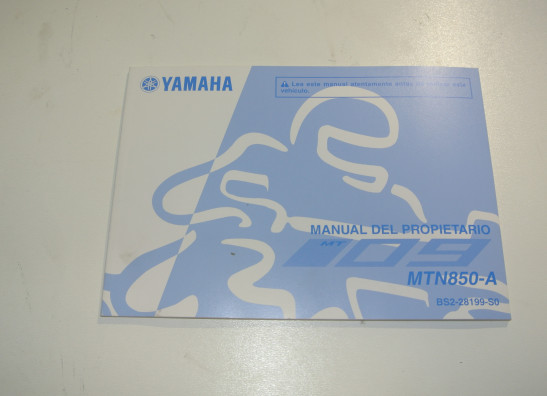 YAMAHA
Lea este manual atentamente antes de utilizar este
vehículo.
MANUAL DEL PROPIETARIO
MT 09
MTN850-A
BS2-28199-S0